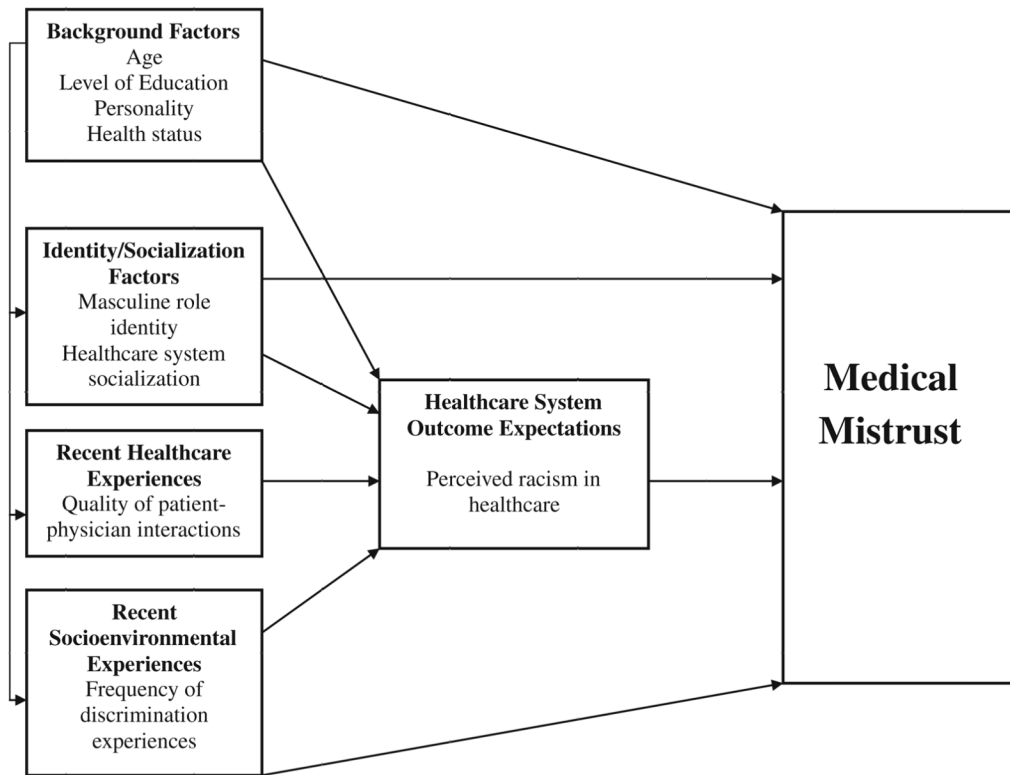 Background Factors
Age
Level of Education
Personality
Health status
Identity/Socialization
Factors
Masculine role
identity
Healthcare system
socialization
Recent Healthcare
Experiences
Quality of patient-
physician interactions
Recent
Socioenvironmental
Experiences
Frequency of
discrimination
experiences
Healthcare System
Outcome Expectations
Perceived racism in
healthcare
Medical
Mistrust